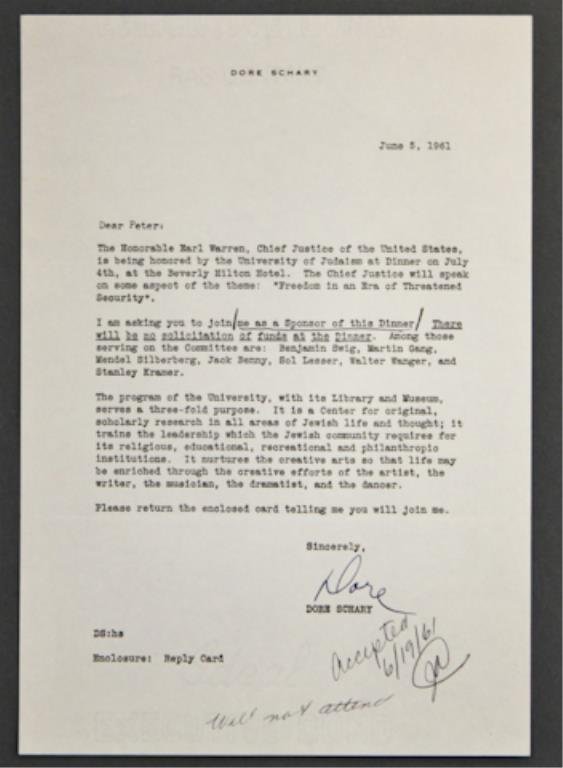 DORE SCHARY
June 5, 1961
Dear Peter:
The Honorable Earl Warren, Chief Justice of the United States,
is being honored by the University of Judaism at Dinner on July
4th, at the Beverly Hilton Hotel. The Chief Justice will speak
on some aspect of the theme: "Freedom in an Era of Threatened
Security".
I am asking you to join/me as a Sponsor of this Dinner/ There
will be no solicitation of funds at the Dinner. Among those
serving on the Committee are: Benjamin Swig, Martin Gang,
Mendel Silberberg, Jack Benny, Sol Lesser, Walter Wanger, and
Stanley Kramer.
The program of the University, with its Library and Museum,
serves a three-fold purpose. It is a Center for original,
scholarly research in all areas of Jewish life and thought; it
trains the leadership which the Jewish community requires for
its religious, educational, recreational and philanthropic
institutions. It nurtures the creative arts so that life may
be enriched through the creative efforts of the artist, the
writer, the musician, the dramatist, and the dancer.
Please return the enclosed card telling me you will join me.
Sincerely,
Dore
DORE SCHARY
DS:hs
Enclosure: Reply Card
Accepted
6/19/61
Will not attend